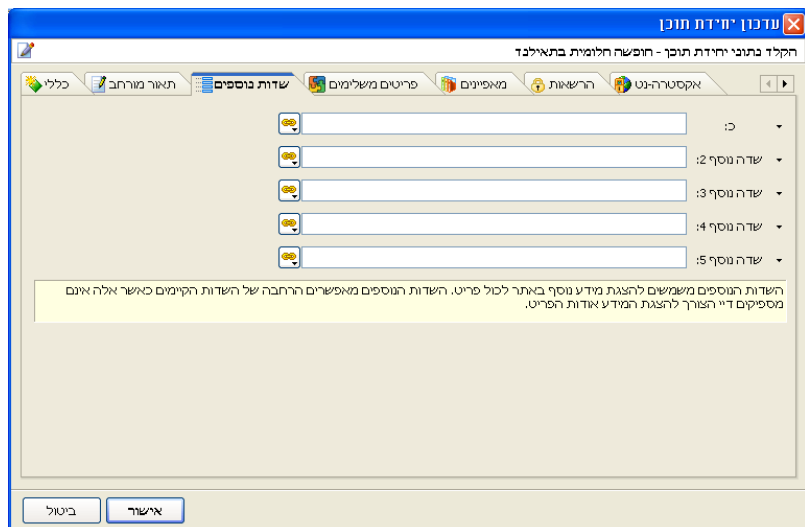 עדכון יחידת תוכן
הקלד נתוני יחידת תוכן - חופשה חלומית בתאילנד
כללי תאור מורחב שדות נוספים פריטים משלימים מאפיינים הרשאות אקסטרה-נט
כ:
שדה נוסף 2:
שדה נוסף 3:
שדה נוסף 4:
שדה נוסף 5:
השדות הנוספים משמשים להצגת מידע נוסף באתר לכול פריט. השדות הנוספים מאפשרים הרחבה של השדות הקיימים כאשר אלה אינם
מספיקים דיי הצורך להצגת המידע אודות הפריט.
אישור ביטול